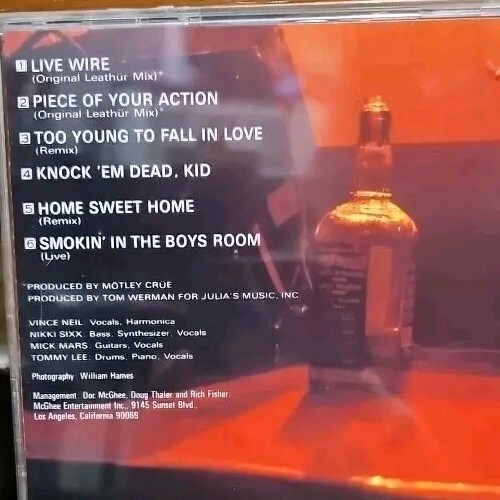 1 LIVE WIRE
(Original Leathür Mix)*
2 PIECE OF YOUR ACTION
(Original Leathür Mix)*
3 TOO YOUNG TO FALL IN LOVE
(Remix)
4 KNOCK 'EM DEAD, KID
5 HOME SWEET HOME
(Remix)
6 SMOKIN' IN THE BOYS ROOM
(Live)
*PRODUCED BY MÖTLEY CRÜE
PRODUCED BY TOM WERMAN FOR JULIA'S MUSIC, INC.
VINCE NEIL: Vocals, Harmonica
NIKKI SIXX: Bass, Synthesizer, Vocals
MICK MARS: Guitars, Vocals
TOMMY LEE: Drums, Piano, Vocals
Photography: William Hames
Management: Doc McGhee, Doug Thaler and Rich Fisher,
McGhee Entertainment Inc., 9145 Sunset Blvd.,
Los Angeles, California 90069